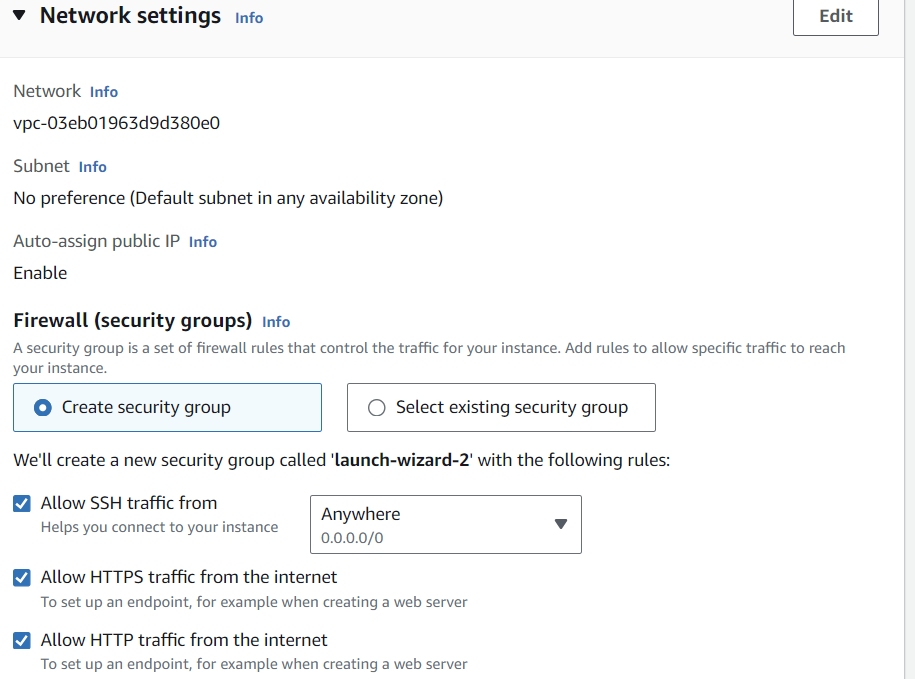 Network settings Info
Edit
Network Info
vpc-03eb01963d9d380e0
Subnet Info
No preference (Default subnet in any availability zone)
Auto-assign public IP Info
Enable
Firewall (security groups) Info
A security group is a set of firewall rules that control the traffic for your instance. Add rules to allow specific traffic to reach
your instance.
Create security group
Select existing security group
We'll create a new security group called 'launch-wizard-2' with the following rules:
Allow SSH traffic from
Helps you connect to your instance
Anywhere
0.0.0.0/0
Allow HTTPS traffic from the internet
To set up an endpoint, for example when creating a web server
Allow HTTP traffic from the internet
To set up an endpoint, for example when creating a web server